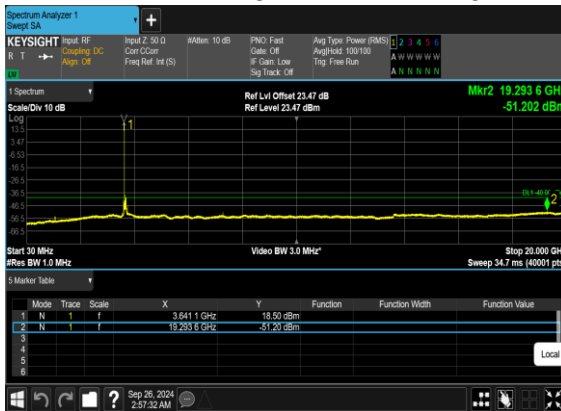 Spectrum Analyzer 1
Swept SA
+
KEYSIGHT
R T
Input: RF
Coupling: DC
Align: Off
Input Z: 50 Ω
Corr CCorr
Freq Ref: Int (S)
#Atten: 10 dB
PNO: Fast
Gate: Off
IF Gain: Low
Sig Track: Off
Avg Type: Power (RMS)
Avg|Hold: 100/100
Trig: Free Run
1 2 3 4 5 6
A W W W W W
A N N N N N
1 Spectrum
Scale/Div 10 dB
Log
Ref Lvl Offset 23.47 dB
Ref Level 23.47 dBm
Mkr2 19.293 6 GH
-51.202 dBm
13.5
3.47
-6.53
-16.5
-26.5
-36.5
-46.5
-56.5
-66.5
1
2
Start 30 MHz
#Res BW 1.0 MHz
Video BW 3.0 MHz*
Stop 20.000 GH
Sweep 34.7 ms (40001 pts
5 Marker Table
Mode Trace Scale X Y Function Function Width Function Value
1 N 1 f 3.641 1 GHz 18.50 dBm
2 N 1 f 19.293 6 GHz -51.20 dBm
3
4
5
6
Local
?
Sep 26, 2024
2:57:32 AM